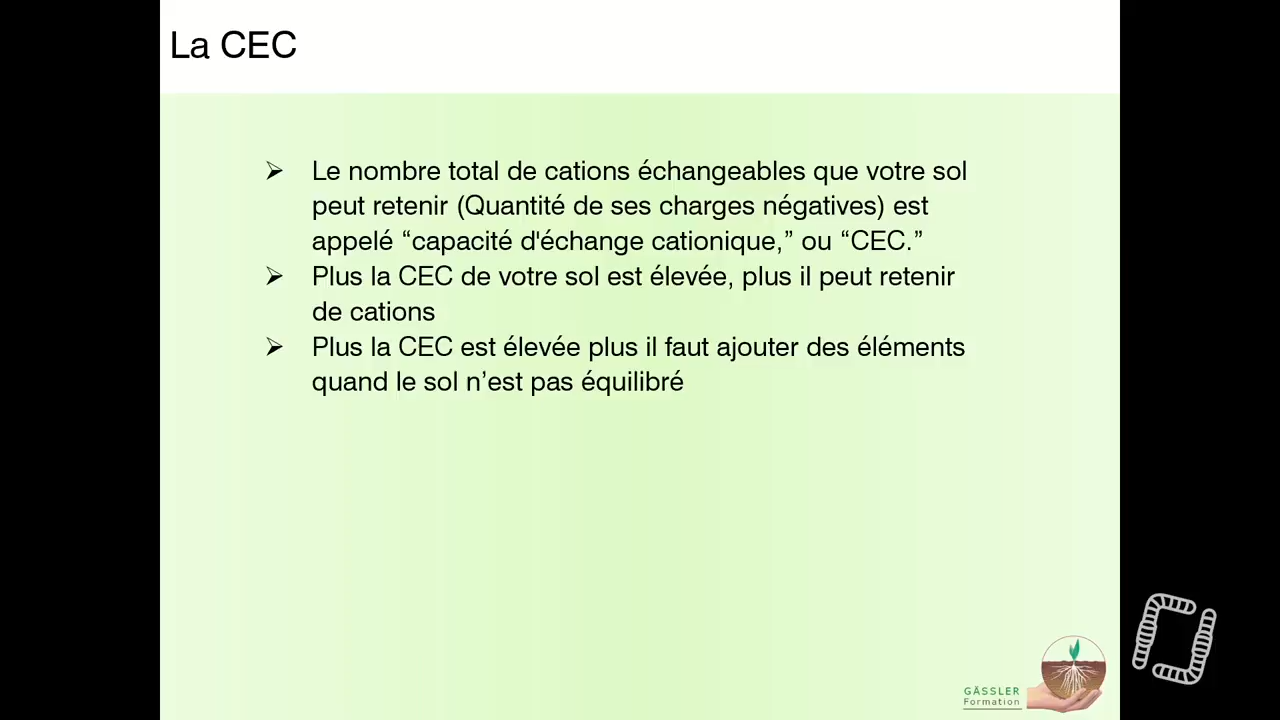 La CEC
Le nombre total de cations échangeables que votre sol
peut retenir (Quantité de ses charges négatives) est
appelé “capacité d'échange cationique,” ou “CEC.”
Plus la CEC de votre sol est élevée, plus il peut retenir
de cations
Plus la CEC est élevée plus il faut ajouter des éléments
quand le sol n’est pas équilibré
GÄSSLER
Formation